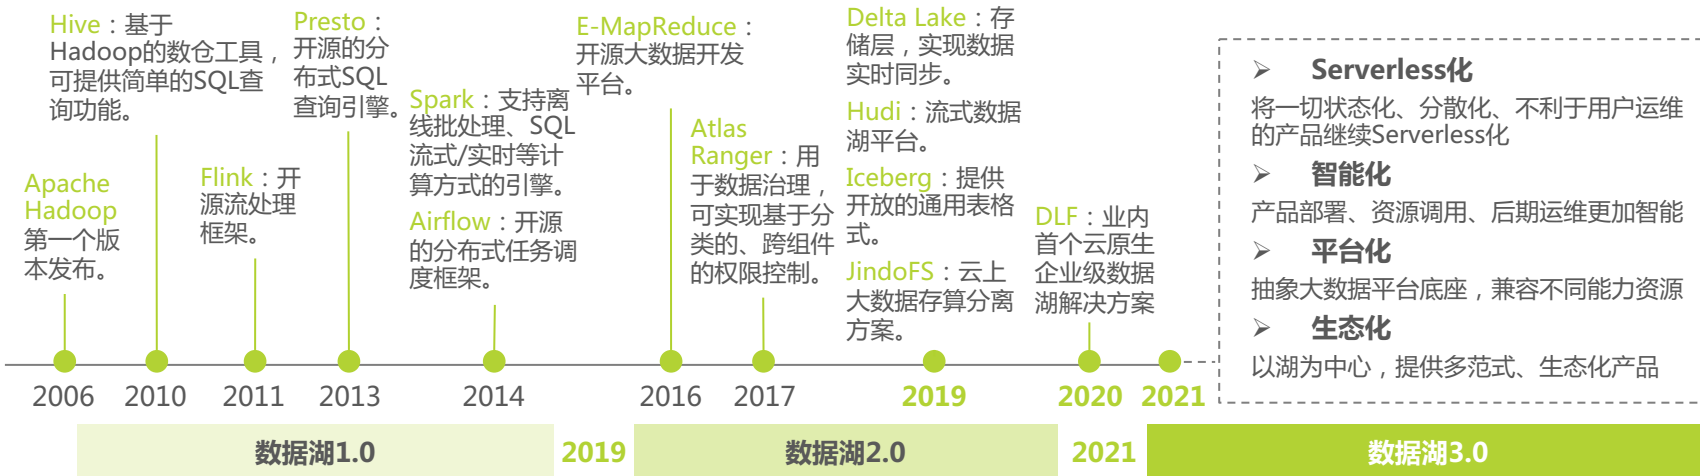 Hive：基于
Hadoop的数仓工具，
可提供简单的SQL查
询功能。
Presto：
开源的分
布式SQL
查询引擎。
E-MapReduce：
开源大数据开发
平台。
Delta Lake：存
储层，实现数据
实时同步。
Hudi：流式数据
湖平台。
Iceberg：提供
开放的通用表格
式。
JindoFS：云上
大数据存算分离
方案。
Spark：支持离
线批处理、SQL
流式/实时等计
算方式的引擎。
Airflow：开源
的分布式任务调
度框架。
Atlas
Ranger：用
于数据治理，
可实现基于分
类的、跨组件
的权限控制。
Apache
Hadoop
第一个版
本发布。
Flink：开
源流处理
框架。
DLF：业内
首个云原生
企业级数据
湖解决方案
➢ Serverless化
将一切状态化、分散化、不利于用户运维
的产品继续Serverless化
➢ 智能化
产品部署、资源调用、后期运维更加智能
➢ 平台化
抽象大数据平台底座，兼容不同能力资源
➢ 生态化
以湖为中心，提供多范式、生态化产品
2006 2010 2011 2013 2014 2016 2017 2019 2020 2021
数据湖1.0 2019 数据湖2.0 2021 数据湖3.0